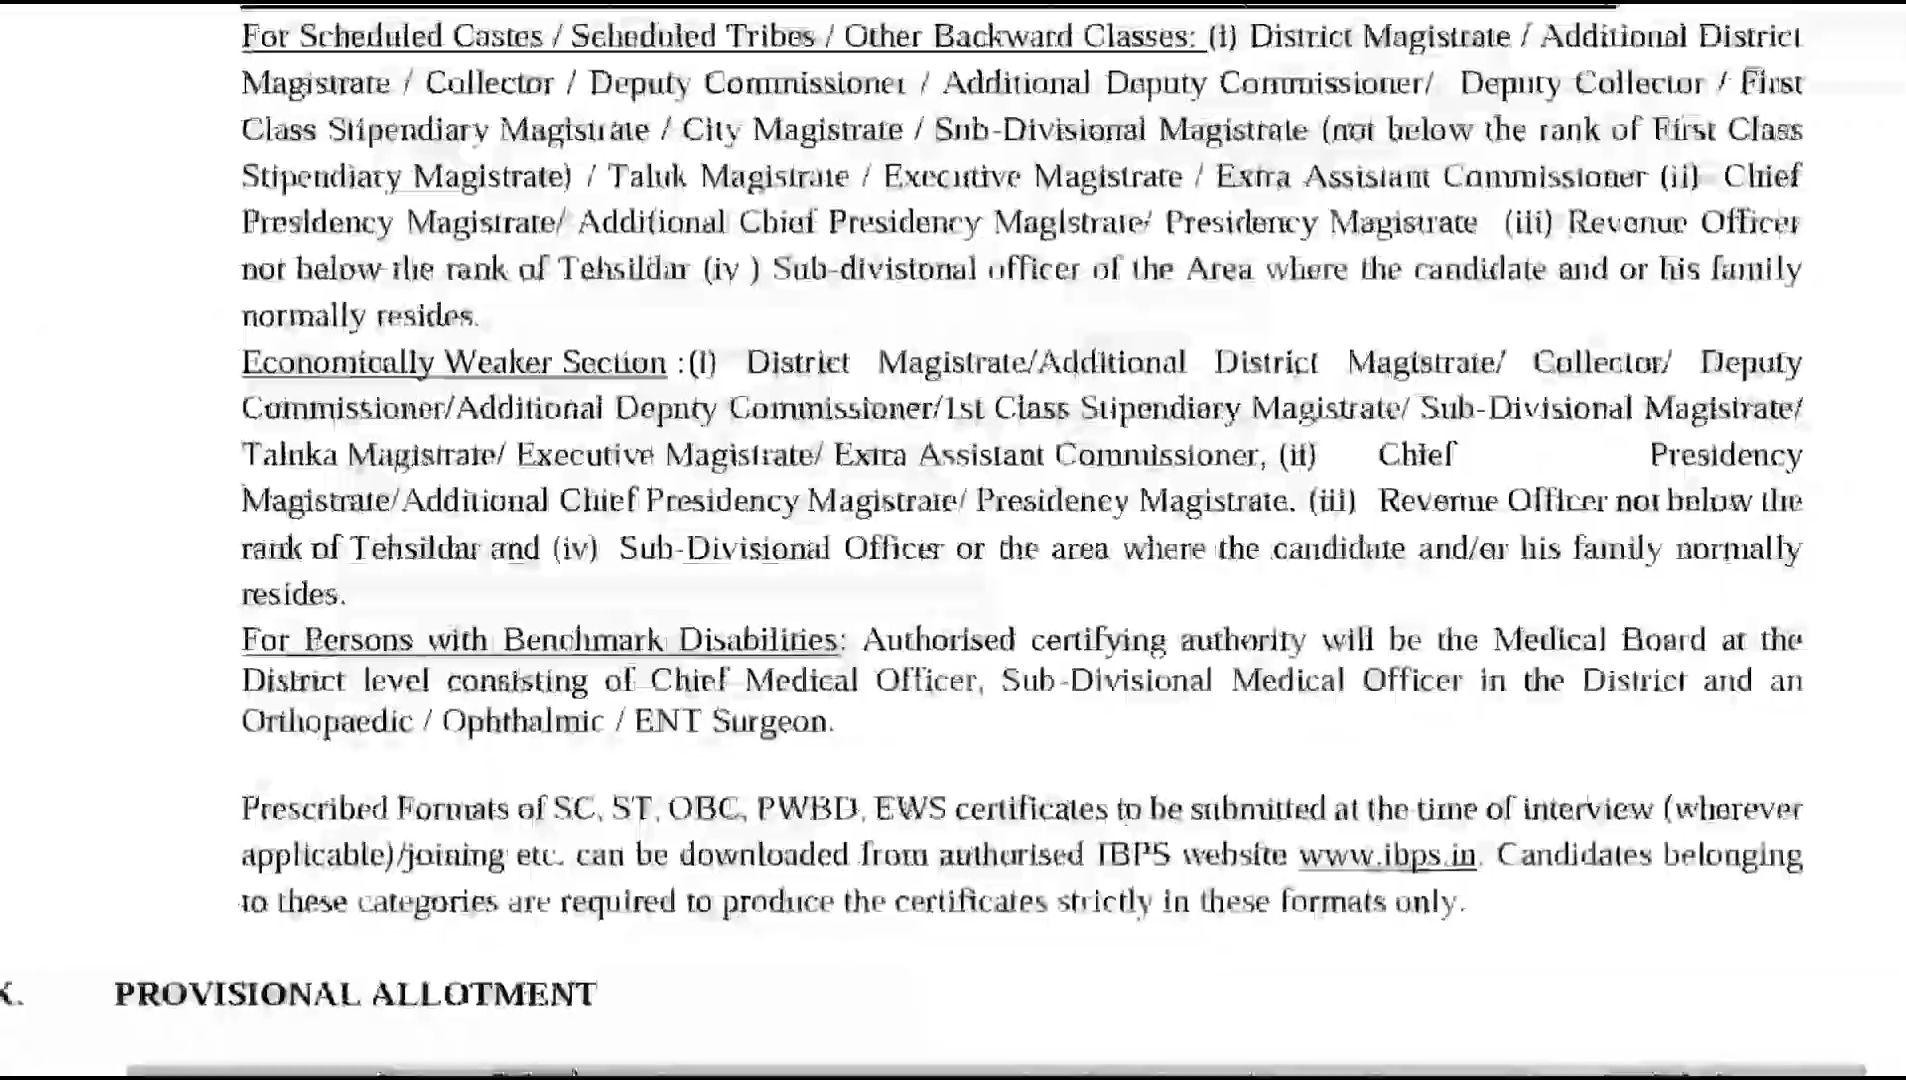 For Scheduled Castes / Scheduled Tribes / Other Backward Classes: (i) District Magistrate / Additional District
Magistrate / Collector / Deputy Commissioner / Additional Deputy Commissioner/ Deputy Collector / First
Class Stipendiary Magistrate / City Magistrate / Sub-Divisional Magistrate (not below the rank of First Class
Stipendiary Magistrate) / Taluk Magistrate / Executive Magistrate / Extra Assistant Commissioner (ii) Chief
Presidency Magistrate/ Additional Chief Presidency Magistrate/ Presidency Magistrate (iii) Revenue Officer
not below the rank of Tehsildar (iv ) Sub-divisional officer of the Area where the candidate and or his family
normally resides.
Economically Weaker Section :(i) District Magistrate/Additional District Magistrate/ Collector/ Deputy
Commissioner/Additional Deputy Commissioner/1st Class Stipendiary Magistrate/ Sub-Divisional Magistrate/
Taluka Magistrate/ Executive Magistrate/ Extra Assistant Commissioner, (ii) Chief Presidency
Magistrate/Additional Chief Presidency Magistrate/ Presidency Magistrate. (iii) Revenue Officer not below the
rank of Tehsildar and (iv) Sub-Divisional Officer or the area where the candidate and/or his family normally
resides.
For Persons with Benchmark Disabilities: Authorised certifying authority will be the Medical Board at the
District level consisting of Chief Medical Officer, Sub-Divisional Medical Officer in the District and an
Orthopaedic / Ophthalmic / ENT Surgeon.
Prescribed Formats of SC, ST, OBC, PWBD, EWS certificates to be submitted at the time of interview (wherever
applicable)/joining etc. can be downloaded from authorised IBPS website www.ibps.in. Candidates belonging
to these categories are required to produce the certificates strictly in these formats only.
K. PROVISIONAL ALLOTMENT